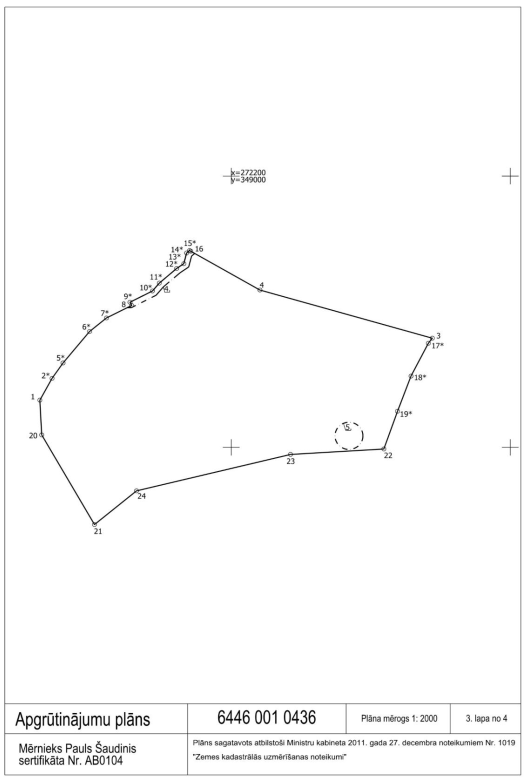 x=272200
y=349000
15*
14*
16
13*
12*
11*
10*
4
9*
8
7*
6*
3
17*
5*
2*
18*
1
19*
20
22
23
24
21
Apgrūtinājumu plāns
6446 001 0436
Plāna mērogs 1: 2000
3. lapa no 4
Mērnieks Pauls Šaudinis
sertifikāta Nr. AB0104
Plāns sagatavots atbilstoši Ministru kabineta 2011. gada 27. decembra noteikumiem Nr. 1019
"Zemes kadastrālās uzmērīšanas noteikumi"